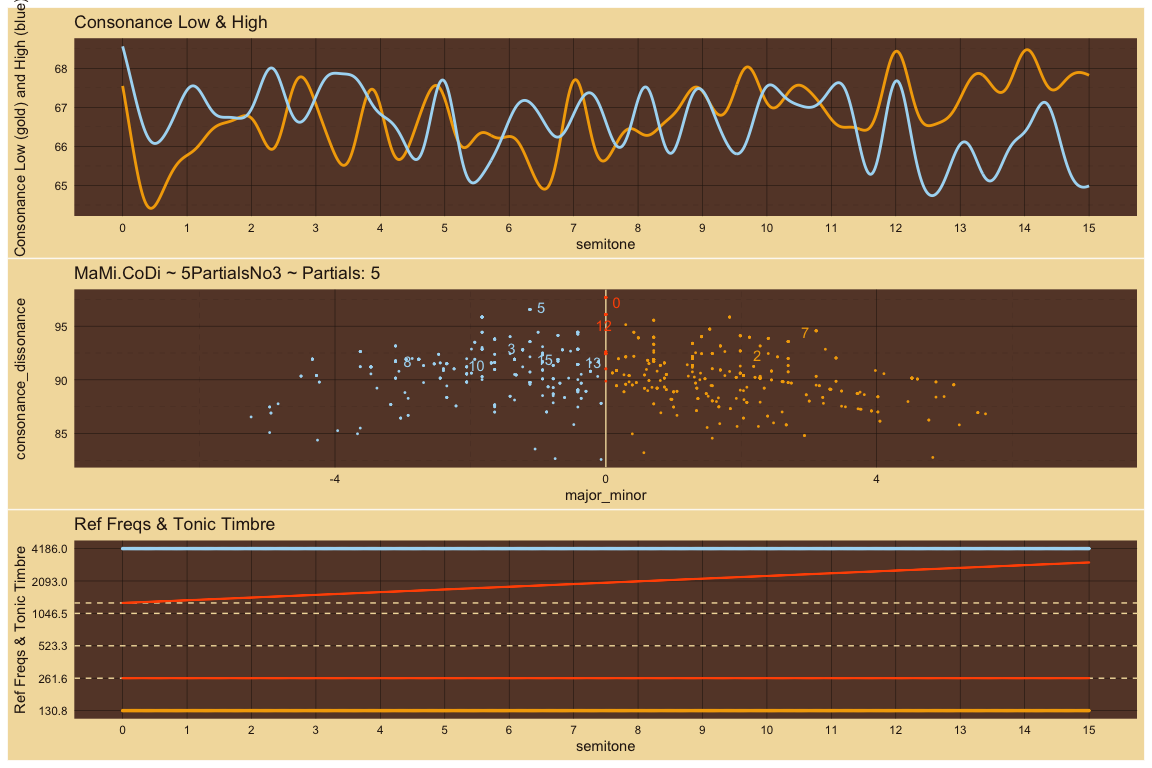 Consonance Low & High
Consonance Low (gold) and High (blue)
68
67
66
65
0 1 2 3 4 5 6 7 8 9 10 11 12 13 14 15
semitone
MaMi.CoDi ~ 5PartialsNo3 ~ Partials: 5
consonance_dissonance
95
90
85
5
0
12
7
3
8
10
15
13
2
-4 0 4
major_minor
Ref Freqs & Tonic Timbre
Ref Freqs & Tonic Timbre
4186.0
2093.0
1046.5
523.3
261.6
130.8
0 1 2 3 4 5 6 7 8 9 10 11 12 13 14 15
semitone